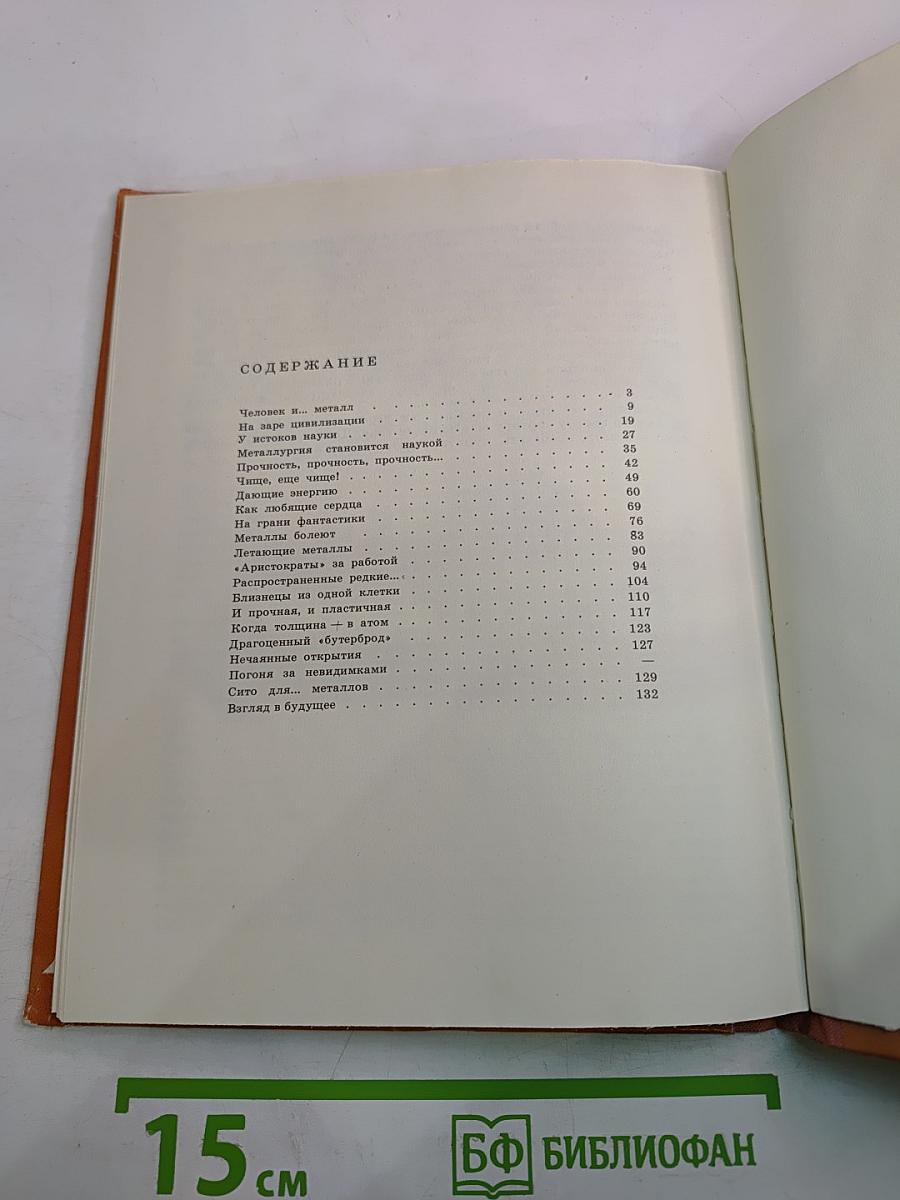 СОДЕРЖАНИЕ
Человек и... металл . . . . . . . . . . . . . . . 3
На заре цивилизации . . . . . . . . . . . . . . . 9
У истоков науки . . . . . . . . . . . . . . . 19
Металлургия становится наукой . . . . . . . . . . . 27
Прочность, прочность, прочность... . . . . . . . . . . . 35
Чище, еще чище! . . . . . . . . . . . . . . . 42
Дающие энергию . . . . . . . . . . . . . . . 49
Как любящие сердца . . . . . . . . . . . . . . . 60
На грани фантастики . . . . . . . . . . . . . . . 69
Металлы болеют . . . . . . . . . . . . . . . 76
Летающие металлы . . . . . . . . . . . . . . . 83
«Аристократы» за работой . . . . . . . . . . . . . 90
Распространенные редкие... . . . . . . . . . . . . . 94
Близнецы из одной клетки . . . . . . . . . . . . . 104
И прочная, и пластичная . . . . . . . . . . . . . 110
Когда толщина — в атом . . . . . . . . . . . . . 117
Драгоценный «бутерброд» . . . . . . . . . . . . . 123
Нечаянные открытия . . . . . . . . . . . . . . . 127
Погоня за невидимками . . . . . . . . . . . . . —
Сито для... металлов . . . . . . . . . . . . . . . 129
Взгляд в будущее . . . . . . . . . . . . . . . 132
15 см
БФ БИБЛИОФАН